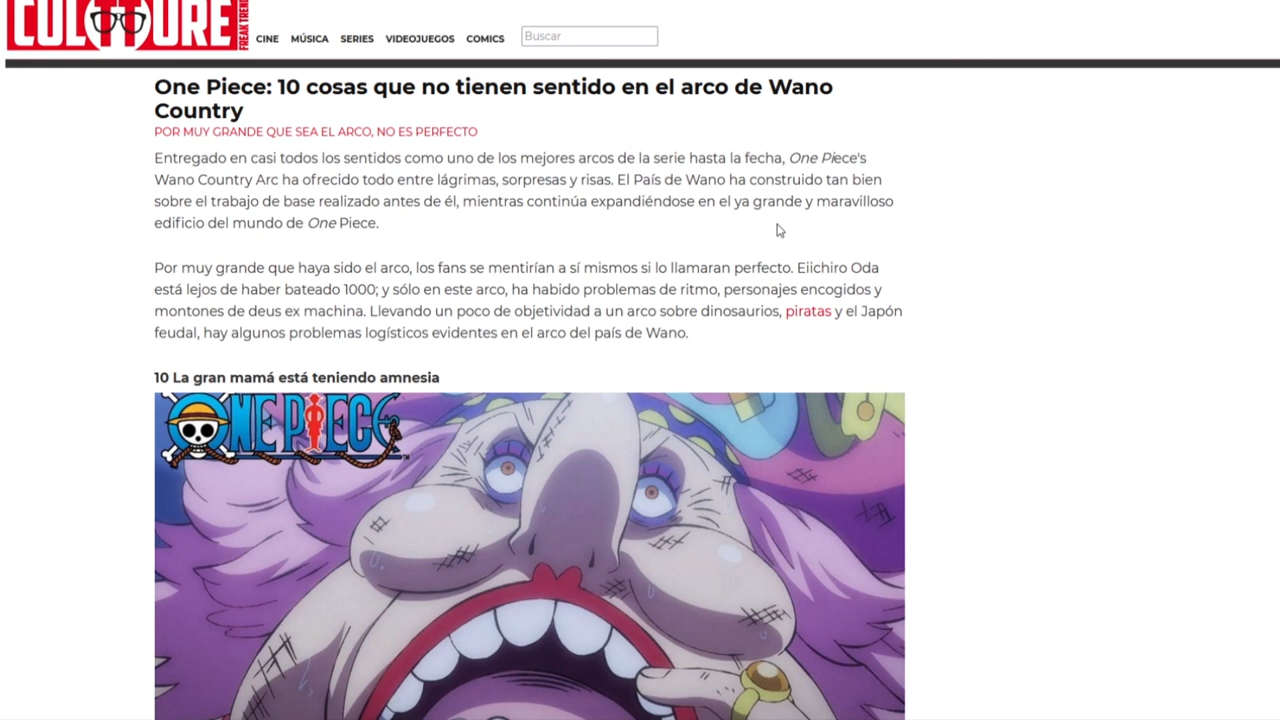 CULTTURE
FREAK TREND
CINE MÚSICA SERIES VIDEOJUEGOS COMICS Buscar
One Piece: 10 cosas que no tienen sentido en el arco de Wano
Country
POR MUY GRANDE QUE SEA EL ARCO, NO ES PERFECTO
Entregado en casi todos los sentidos como uno de los mejores arcos de la serie hasta la fecha, One Piece's
Wano Country Arc ha ofrecido todo entre lágrimas, sorpresas y risas. El País de Wano ha construido tan bien
sobre el trabajo de base realizado antes de él, mientras continúa expandiéndose en el ya grande y maravilloso
edificio del mundo de One Piece.
Por muy grande que haya sido el arco, los fans se mentirían a sí mismos si lo llamaran perfecto. Eiichiro Oda
está lejos de haber bateado 1000; y sólo en este arco, ha habido problemas de ritmo, personajes encogidos y
montones de deus ex machina. Llevando un poco de objetividad a un arco sobre dinosaurios, piratas y el Japón
feudal, hay algunos problemas logísticos evidentes en el arco del país de Wano.
10 La gran mamá está teniendo amnesia
ONE PIECE